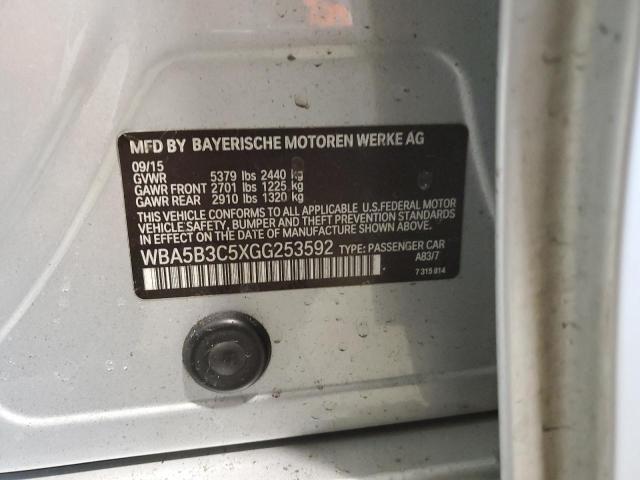 MFD BY BAYERISCHE MOTOREN WERKE AG
09/15
GVWR 5379 lbs 2440 kg
GAWR FRONT 2701 lbs 1225 kg
GAWR REAR 2910 lbs 1320 kg
THIS VEHICLE CONFORMS TO ALL APPLICABLE U.S.FEDERAL MOTOR
VEHICLE SAFETY, BUMPER, AND THEFT PREVENTION STANDARDS
IN EFFECT ON THE DATE OF MANUFACTURE SHOWN ABOVE.
WBA5B3C5XGG253592 TYPE: PASSENGER CAR
A83/7
7 315 814